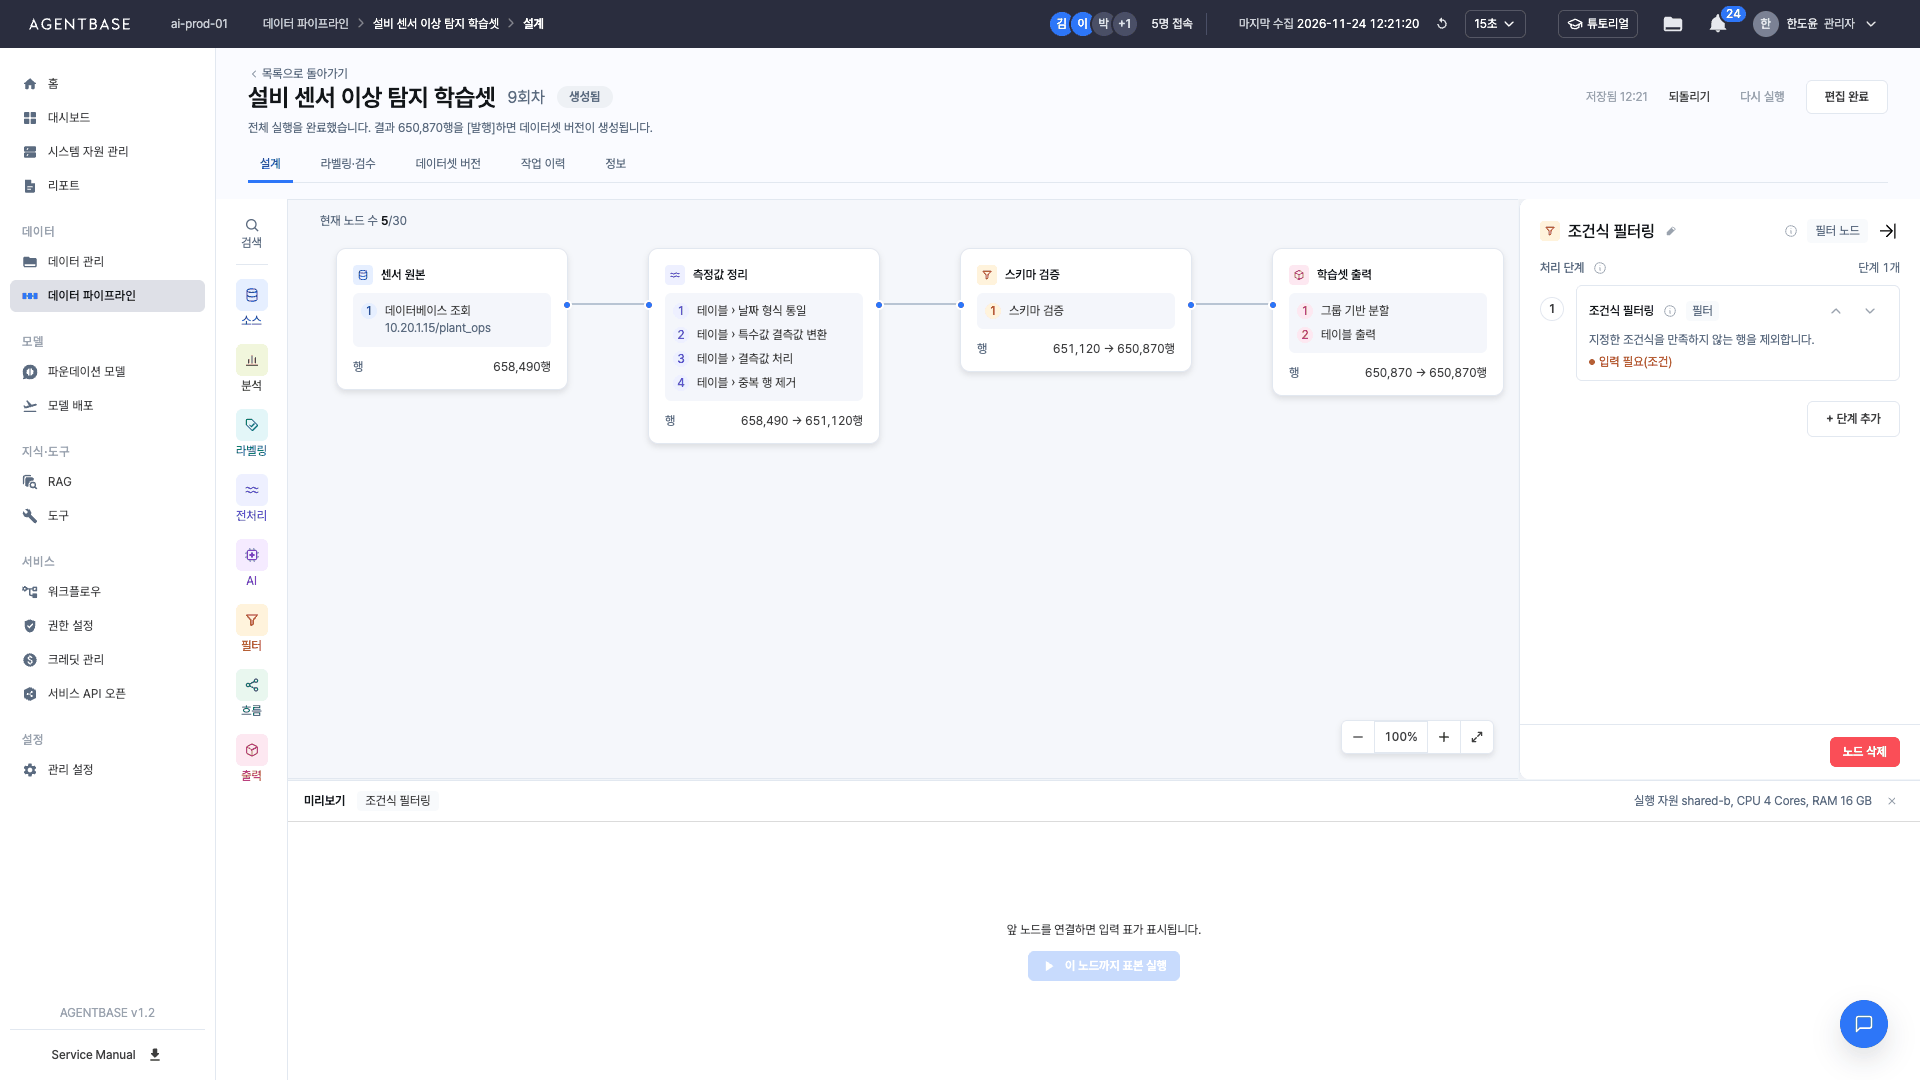 AGENTBASE
ai-prod-01
데이터 파이프라인 > 설비 센서 이상 탐지 학습셋 > 설계
김 이 박 +1 5명 접속
마지막 수집 2026-11-24 12:21:20
15초
튜토리얼
24
한 한도윤 관리자
홈
대시보드
시스템 자원 관리
리포트
데이터
데이터 관리
데이터 파이프라인
모델
파운데이션 모델
모델 배포
지식·도구
RAG
도구
서비스
워크플로우
권한 설정
크레딧 관리
서비스 API 오픈
설정
관리 설정
AGENTBASE v1.2
Service Manual
목록으로 돌아가기
설비 센서 이상 탐지 학습셋 9회차 생성됨
전체 실행을 완료했습니다. 결과 650,870행을 [발행]하면 데이터셋 버전이 생성됩니다.
저장됨 12:21 되돌리기 다시 실행 편집 완료
설계 라벨링·검수 데이터셋 버전 작업 이력 정보
검색
소스
분석
라벨링
전처리
AI
필터
흐름
출력
현재 노드 수 5/30
센서 원본
1 데이터베이스 조회
10.20.1.15/plant_ops
행 658,490행
측정값 정리
1 테이블 › 날짜 형식 통일
2 테이블 › 특수값 결측값 변환
3 테이블 › 결측값 처리
4 테이블 › 중복 행 제거
행 658,490 → 651,120행
스키마 검증
1 스키마 검증
행 651,120 → 650,870행
학습셋 출력
1 그룹 기반 분할
2 테이블 출력
행 650,870 → 650,870행
100%
조건식 필터링 필터 노드
처리 단계 단계 1개
1 조건식 필터링 필터
지정한 조건식을 만족하지 않는 행을 제외합니다.
입력 필요(조건)
+ 단계 추가
노드 삭제
미리보기 조건식 필터링
실행 자원 shared-b, CPU 4 Cores, RAM 16 GB
앞 노드를 연결하면 입력 표가 표시됩니다.
이 노드까지 표본 실행